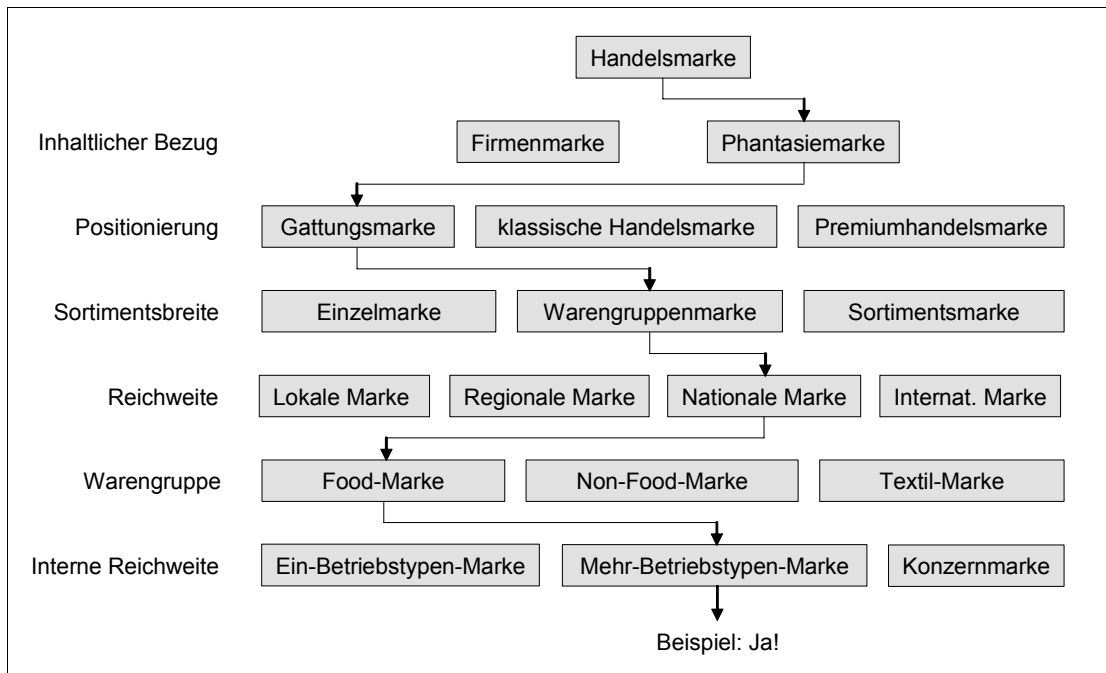 Handelsmarke
Inhaltlicher Bezug Firmenmarke Phantasiemarke
Positionierung Gattungsmarke klassische Handelsmarke Premiumhandelsmarke
Sortimentsbreite Einzelmarke Warengruppenmarke Sortimentsmarke
Reichweite Lokale Marke Regionale Marke Nationale Marke Internat. Marke
Warengruppe Food-Marke Non-Food-Marke Textil-Marke
Interne Reichweite Ein-Betriebstypen-Marke Mehr-Betriebstypen-Marke Konzernmarke
Beispiel: Ja!